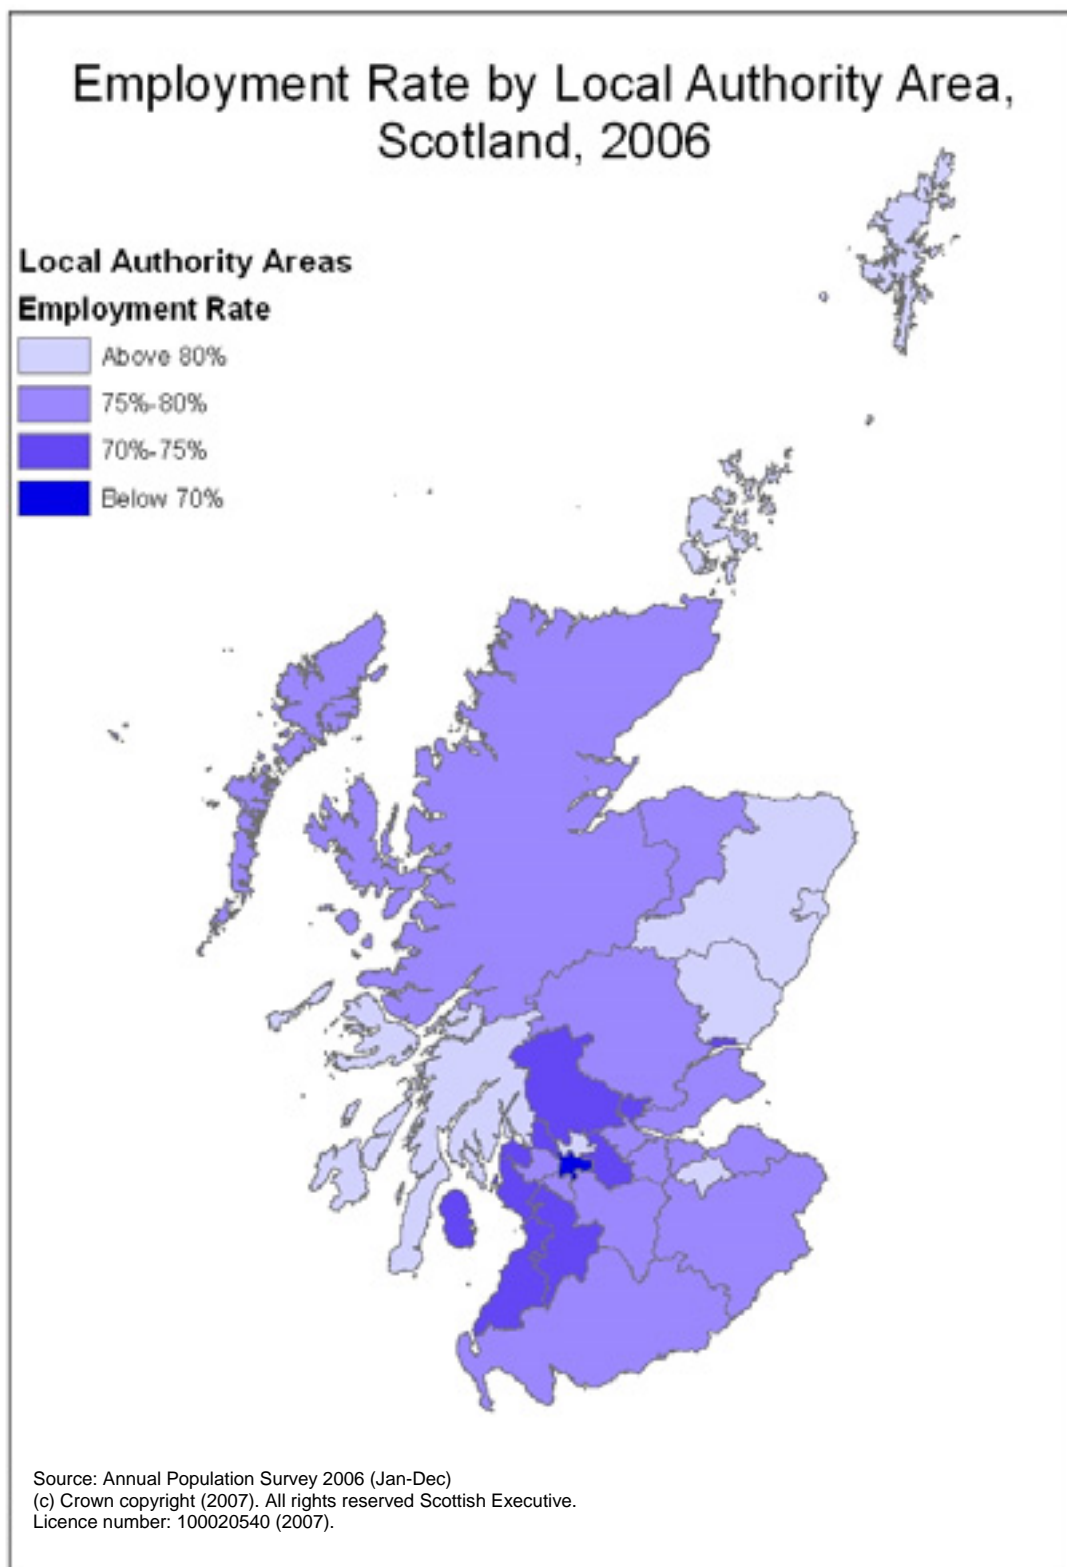 Employment Rate by Local Authority Area,
Scotland, 2006
Local Authority Areas
Employment Rate
Above 80%
75%-80%
70%-75%
Below 70%
Source: Annual Population Survey 2006 (Jan-Dec)
(c) Crown copyright (2007). All rights reserved Scottish Executive.
Licence number: 100020540 (2007).